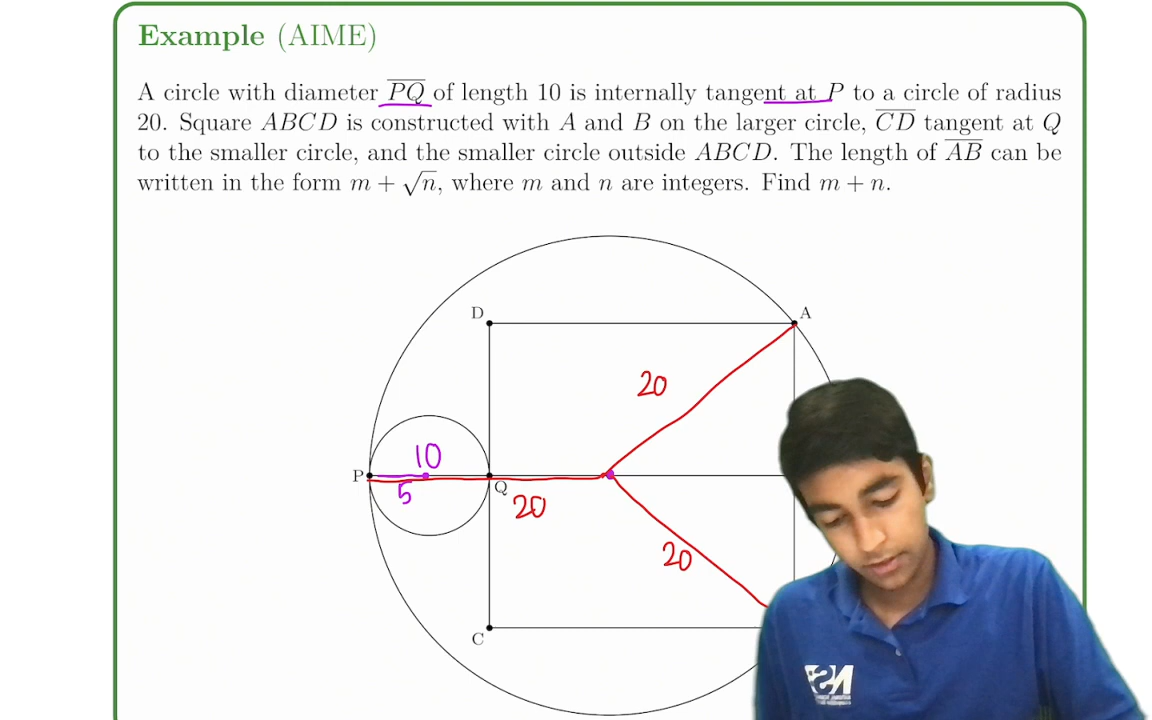 Example (AIME)
A circle with diameter PQ of length 10 is internally tangent at P to a circle of radius
20. Square ABCD is constructed with A and B on the larger circle, CD tangent at Q
to the smaller circle, and the smaller circle outside ABCD. The length of AB can be
written in the form m + √n, where m and n are integers. Find m + n.
D
A
20
10
P
Q
5
20
20
C